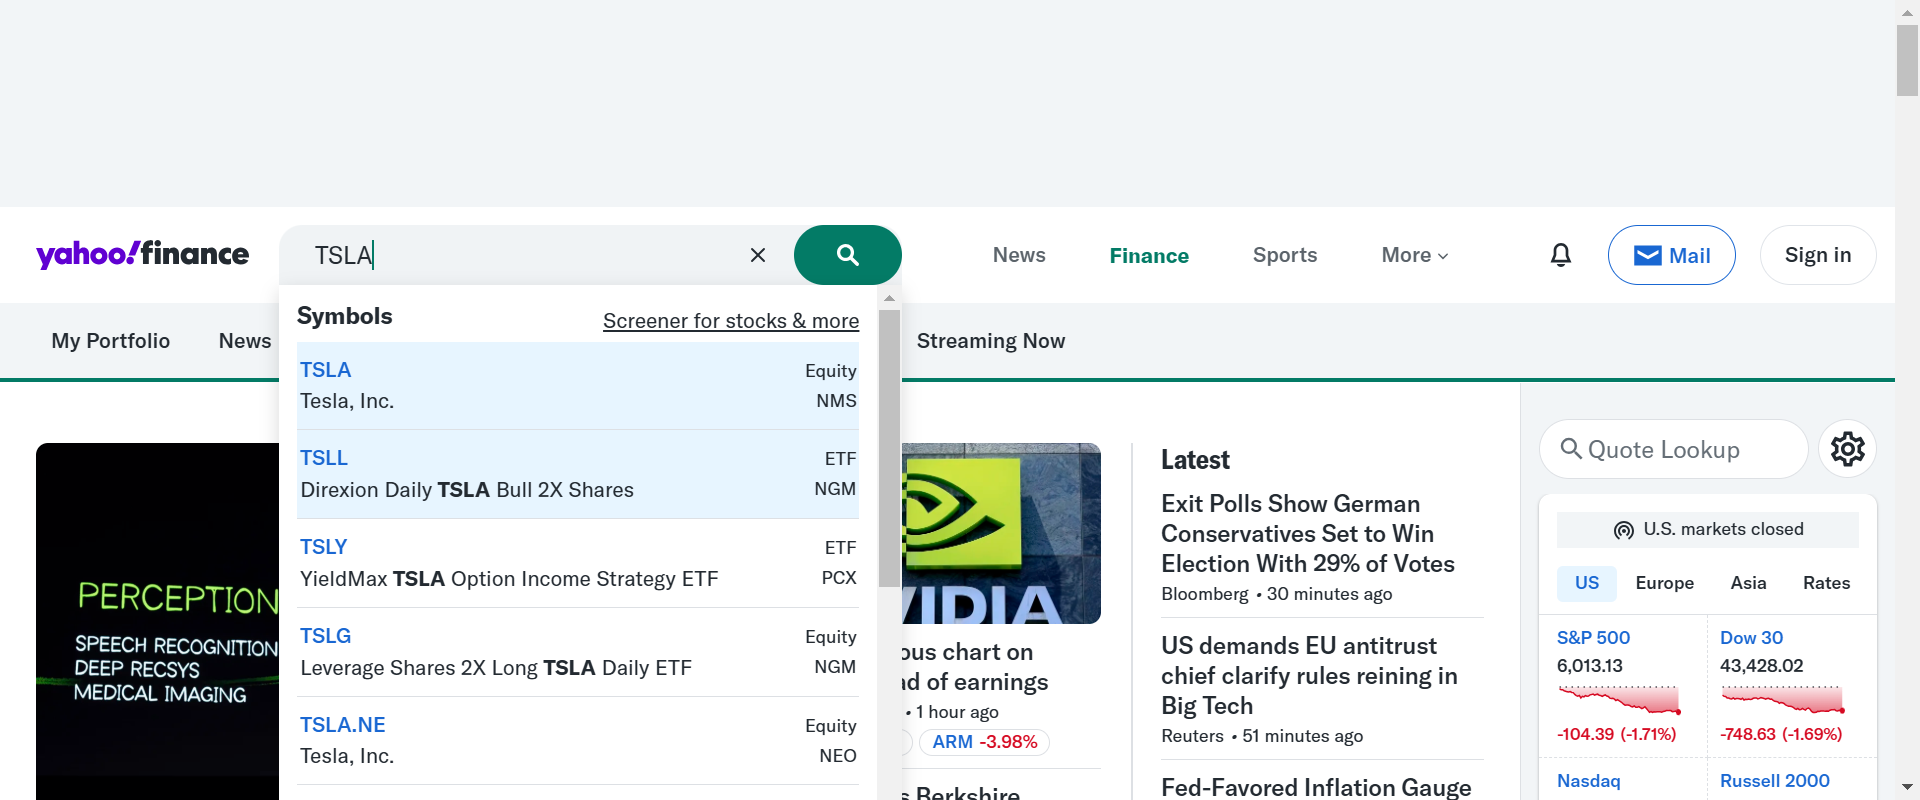 yahoo!finance
TSLA
News
Finance
Sports
More
Mail
Sign in
My Portfolio
News
Streaming Now
Symbols
Screener for stocks & more
TSLA
Equity
Tesla, Inc.
NMS
TSLL
ETF
Direxion Daily TSLA Bull 2X Shares
NGM
TSLY
ETF
YieldMax TSLA Option Income Strategy ETF
PCX
TSLG
Equity
Leverage Shares 2X Long TSLA Daily ETF
NGM
TSLA.NE
Equity
Tesla, Inc.
NEO
PERCEPTION
SPEECH RECOGNITION
DEEP RECSYS
MEDICAL IMAGING
VIDIA
ous chart on
ad of earnings
• 1 hour ago
ARM -3.98%
s Berkshire
Latest
Exit Polls Show German
Conservatives Set to Win
Election With 29% of Votes
Bloomberg • 30 minutes ago
US demands EU antitrust
chief clarify rules reining in
Big Tech
Reuters • 51 minutes ago
Fed-Favored Inflation Gauge
Quote Lookup
U.S. markets closed
US
Europe
Asia
Rates
S&P 500
6,013.13
-104.39 (-1.71%)
Dow 30
43,428.02
-748.63 (-1.69%)
Nasdaq
Russell 2000